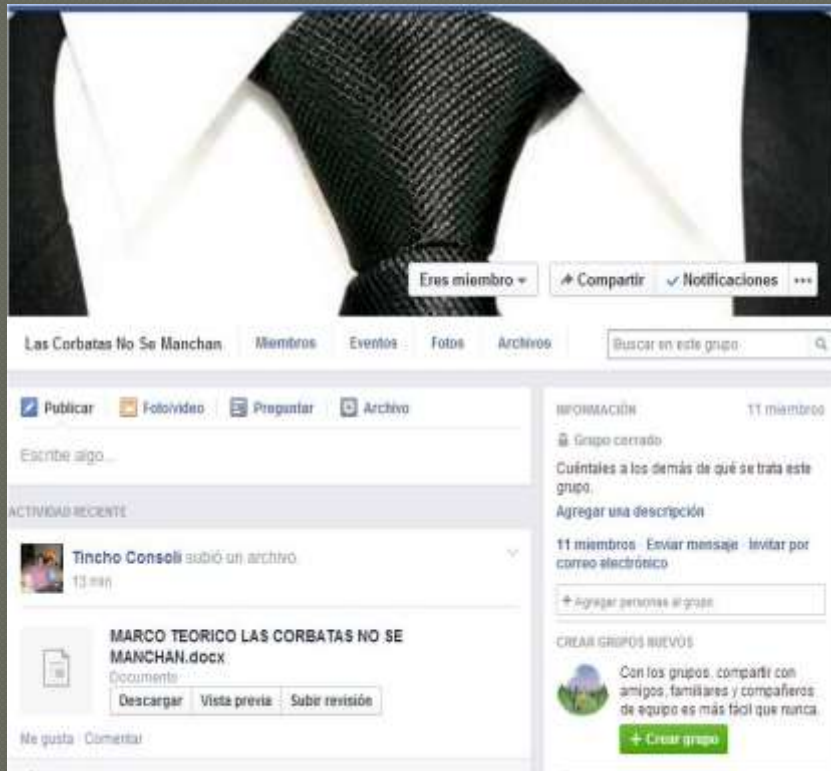 Eres miembro
Compartir
Notificaciones
Las Corbatas No Se Manchan
Miembros
Eventos
Fotos
Archivos
Buscar en este grupo
Publicar
Foto/video
Preguntar
Archivo
Escribe algo...
ACTIVIDAD RECIENTE
Tincho Consoli subió un archivo.
13 min
MARCO TEORICO LAS CORBATAS NO SE
MANCHAN.docx
Documento
Descargar
Vista previa
Subir revisión
Me gusta · Comentar
INFORMACIÓN
11 miembros
Grupo cerrado
Cuéntales a los demás de qué se trata este
grupo.
Agregar una descripción
11 miembros · Enviar mensaje · Invitar por
correo electrónico
+ Agregar personas al grupo
CREAR GRUPOS NUEVOS
Con los grupos, compartir con
amigos, familiares y compañeros
de equipo es más fácil que nunca.
+ Crear grupo